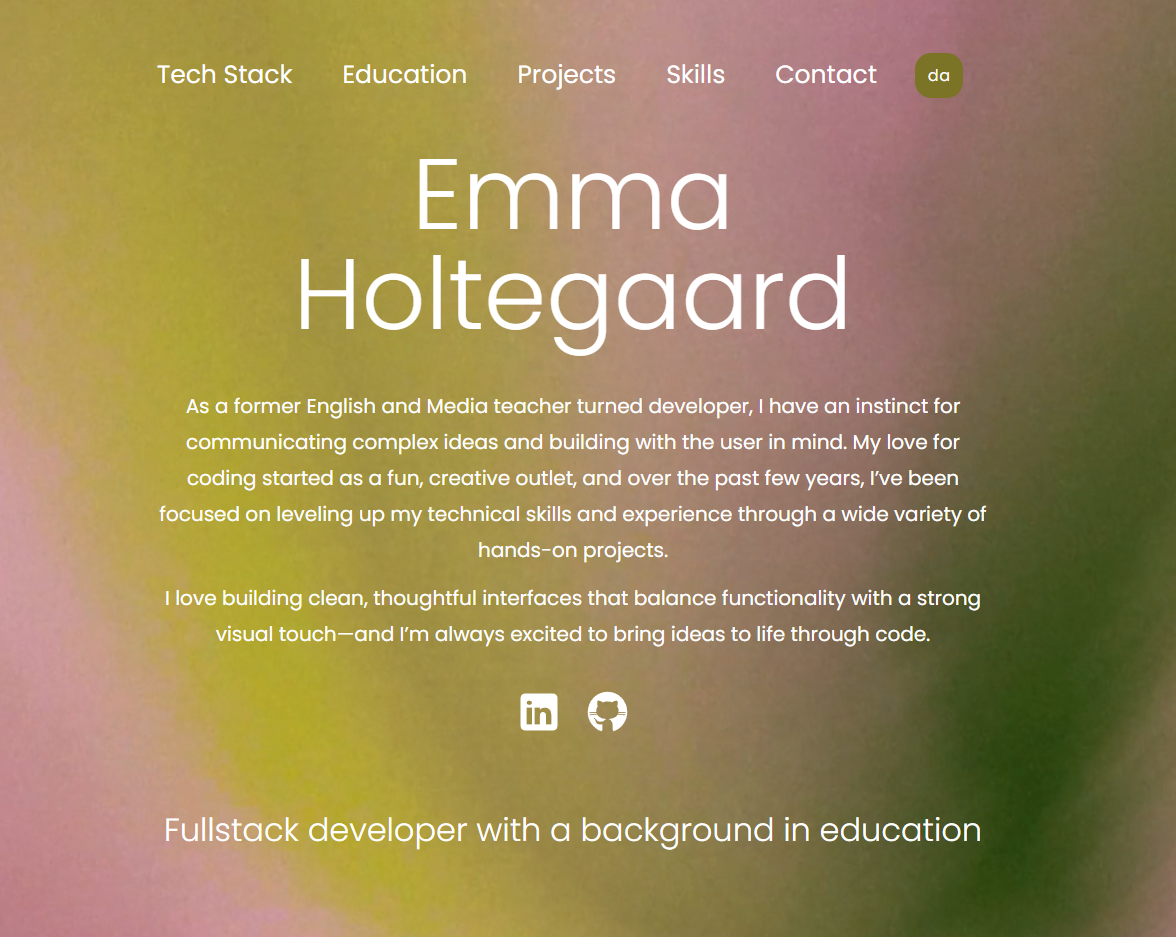 Tech Stack Education Projects Skills Contact da
Emma
Holtegaard
As a former English and Media teacher turned developer, I have an instinct for
communicating complex ideas and building with the user in mind. My love for
coding started as a fun, creative outlet, and over the past few years, I’ve been
focused on leveling up my technical skills and experience through a wide variety of
hands-on projects.
I love building clean, thoughtful interfaces that balance functionality with a strong
visual touch—and I’m always excited to bring ideas to life through code.
in
Fullstack developer with a background in education